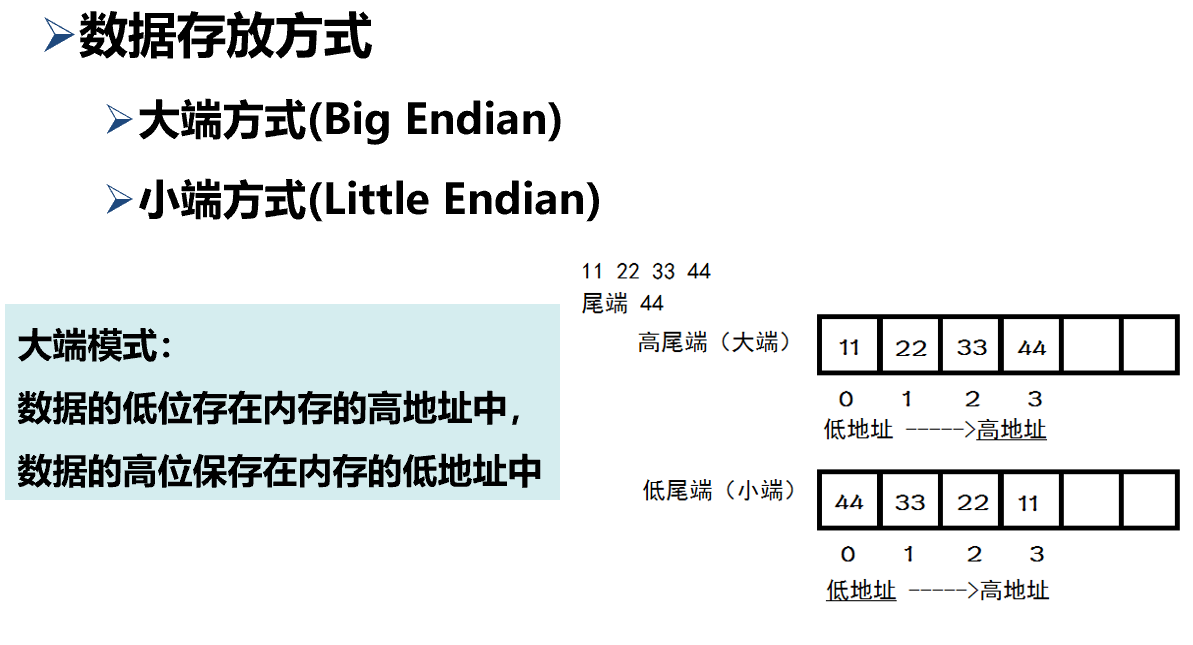 数据存放方式
大端方式(Big Endian)
小端方式(Little Endian)
大端模式：
数据的低位存在内存的高地址中，
数据的高位保存在内存的低地址中
11 22 33 44
尾端 44
高尾端（大端） 11 22 33 44
0 1 2 3
低地址 ----->高地址
低尾端（小端） 44 33 22 11
0 1 2 3
低地址 ----->高地址